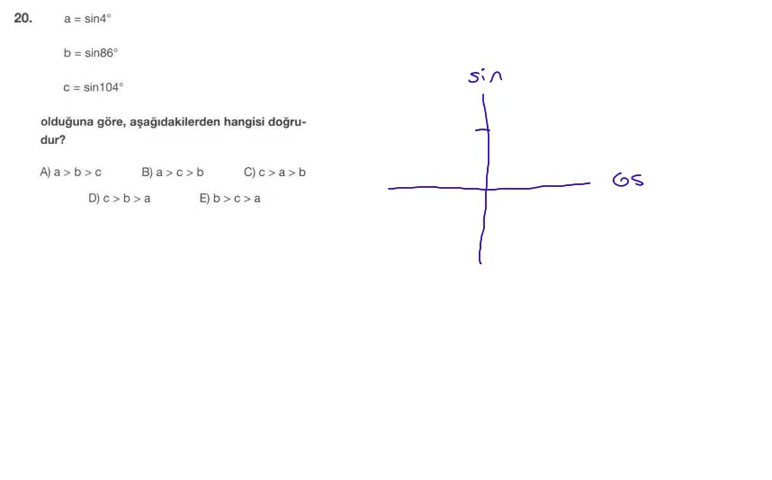 20. a = sin4°
b = sin86°
c = sin104°
olduğuna göre, aşağıdakilerden hangisi doğru-
dur?
A) a > b > c B) a > c > b C) c > a > b
D) c > b > a E) b > c > a
sin
cos